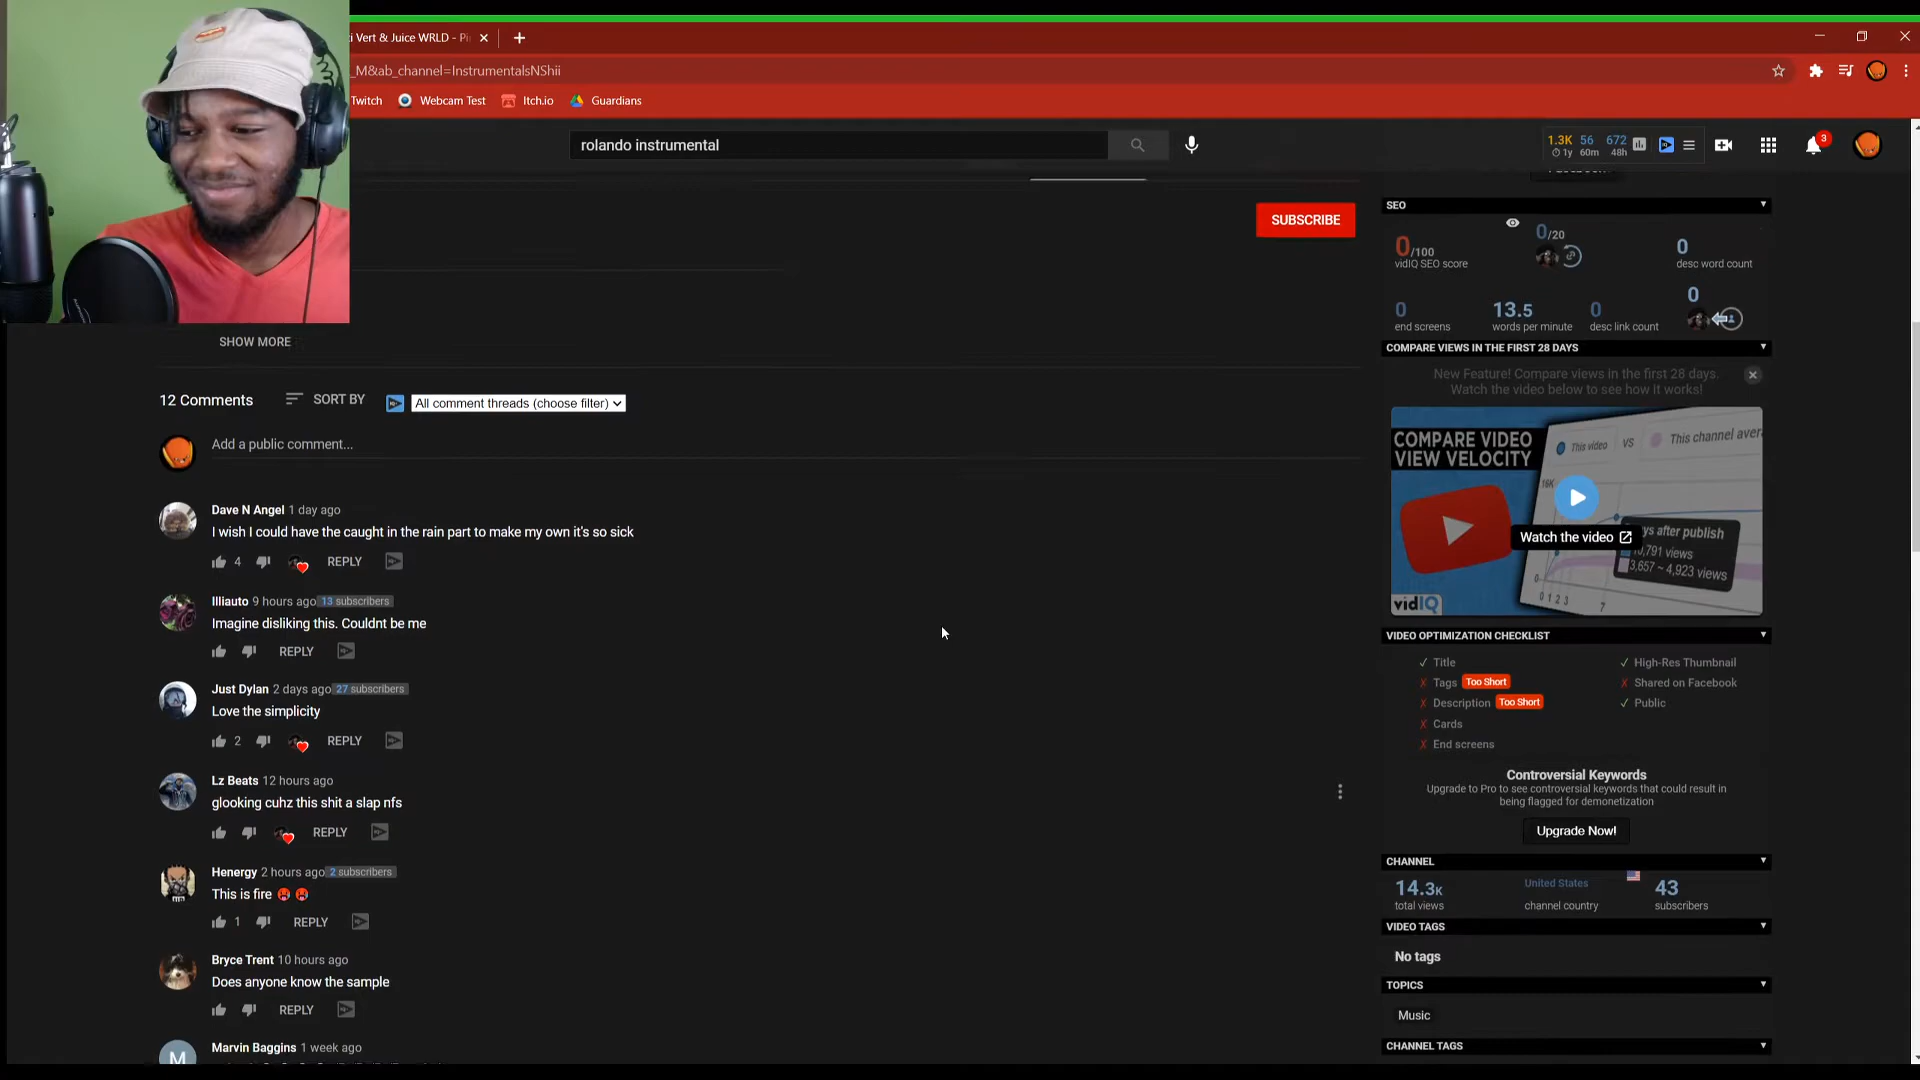 i Vert & Juice WRLD - Pi
_M&ab_channel=InstrumentalsNShii
Twitch
Webcam Test
Itch.io
Guardians
rolando instrumental
1.3K 56 672
1y 60m 48h
3
SUBSCRIBE
SHOW MORE
12 Comments
SORT BY
All comment threads (choose filter)
Add a public comment...
Dave N Angel 1 day ago
I wish I could have the caught in the rain part to make my own it's so sick
4
REPLY
Illiauto 9 hours ago 13 subscribers
Imagine disliking this. Couldnt be me
REPLY
Just Dylan 2 days ago 27 subscribers
Love the simplicity
2
REPLY
Lz Beats 12 hours ago
glooking cuhz this shit a slap nfs
REPLY
Henergy 2 hours ago 2 subscribers
This is fire
1
REPLY
Bryce Trent 10 hours ago
Does anyone know the sample
REPLY
M
Marvin Baggins 1 week ago
SEO
0/100
vidIQ SEO score
0/20
0
desc word count
0
end screens
13.5
words per minute
0
desc link count
0
COMPARE VIEWS IN THE FIRST 28 DAYS
New Feature! Compare views in the first 28 days.
Watch the video below to see how it works!
COMPARE VIDEO
VIEW VELOCITY
This video
VS
This channel aver
16K
Watch the video
ys after publish
10,791 views
3,657 ~ 4,923 views
0 1 2 3 7
vidIQ
VIDEO OPTIMIZATION CHECKLIST
Title
Tags Too Short
Description Too Short
Cards
End screens
High-Res Thumbnail
Shared on Facebook
Public
Controversial Keywords
Upgrade to Pro to see controversial keywords that could result in
being flagged for demonetization
Upgrade Now!
CHANNEL
14.3K
total views
United States
channel country
43
subscribers
VIDEO TAGS
No tags
TOPICS
Music
CHANNEL TAGS